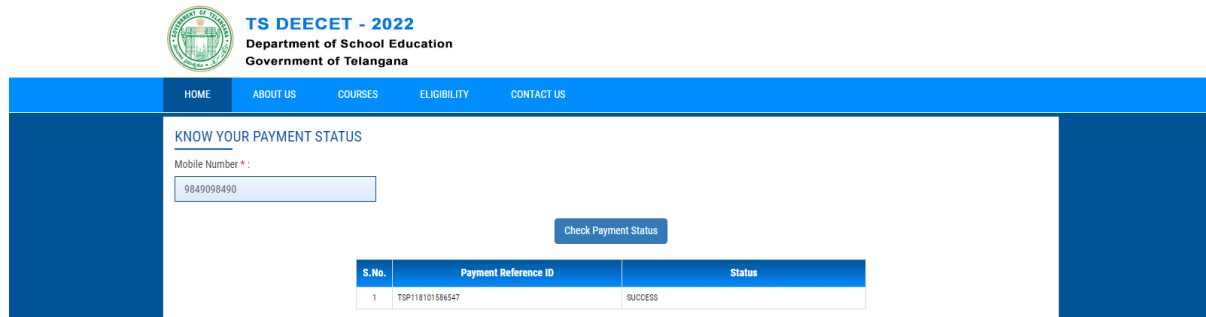 TS DEECET - 2022
Department of School Education
Government of Telangana
HOME ABOUT US COURSES ELIGIBILITY CONTACT US
KNOW YOUR PAYMENT STATUS
Mobile Number * :
9849098490
Check Payment Status
S.No. Payment Reference ID Status
1 TSP118101586547 SUCCESS